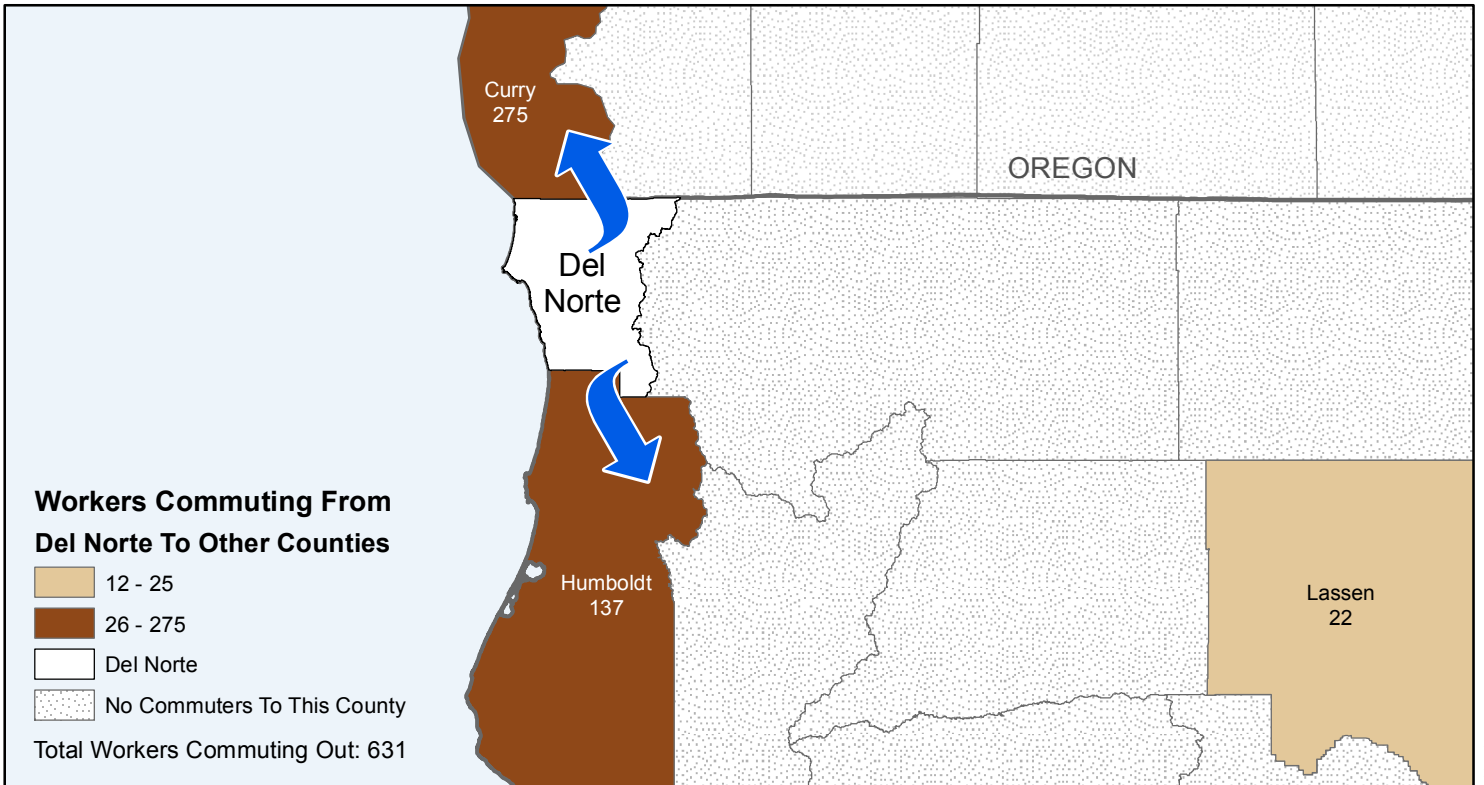 Curry
275
OREGON
Del
Norte
Humboldt
137
Lassen
22
Workers Commuting From
Del Norte To Other Counties
12 - 25
26 - 275
Del Norte
No Commuters To This County
Total Workers Commuting Out: 631